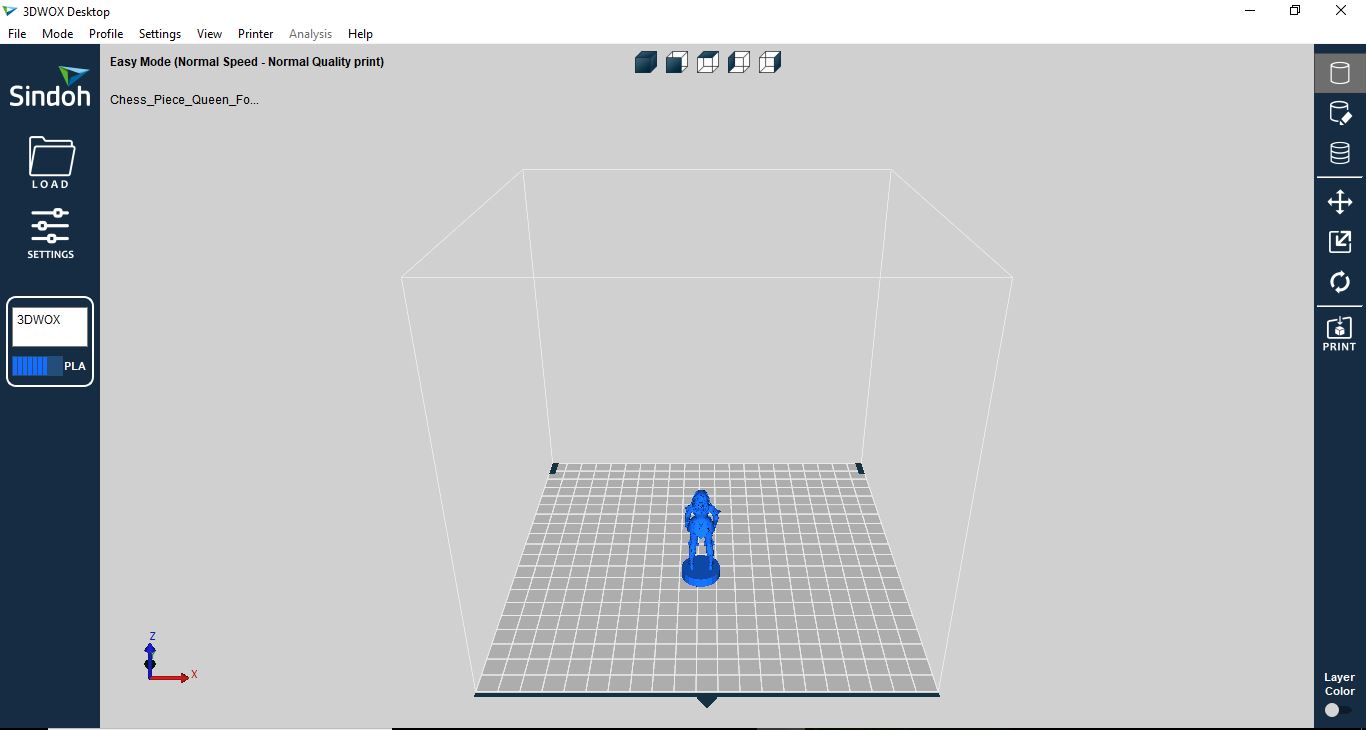 3DWOX Desktop
File Mode Profile Settings View Printer Analysis Help
Easy Mode (Normal Speed - Normal Quality print)
Sindoh
Chess_Piece_Queen_Fo...
LOAD
SETTINGS
3DWOX
PLA
PRINT
Z
X
Layer
Color